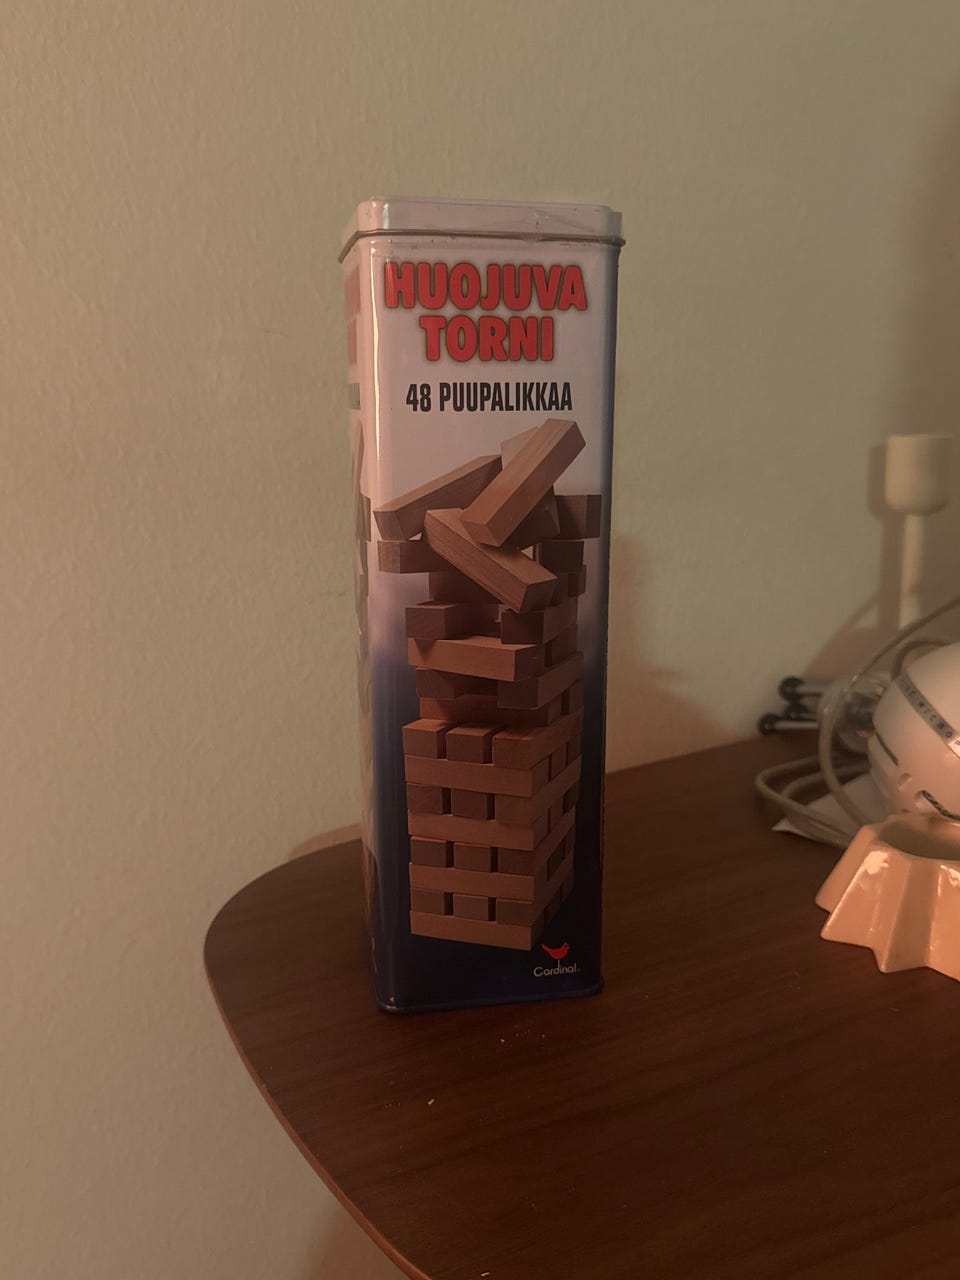 HUOJUVA
TORNI
48 PUUPALIKKAA
Cardinal